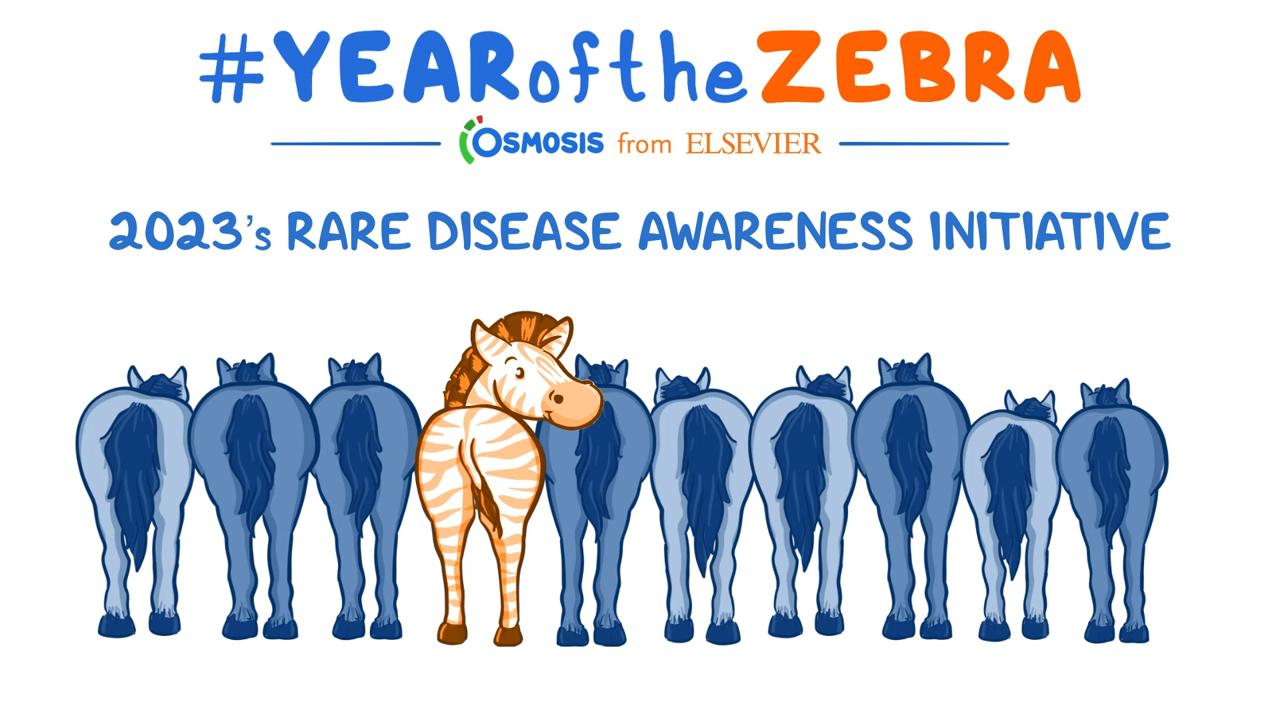 #YEARoftheZEBRA
OSMOSIS from ELSEVIER
2023's RARE DISEASE AWARENESS INITIATIVE